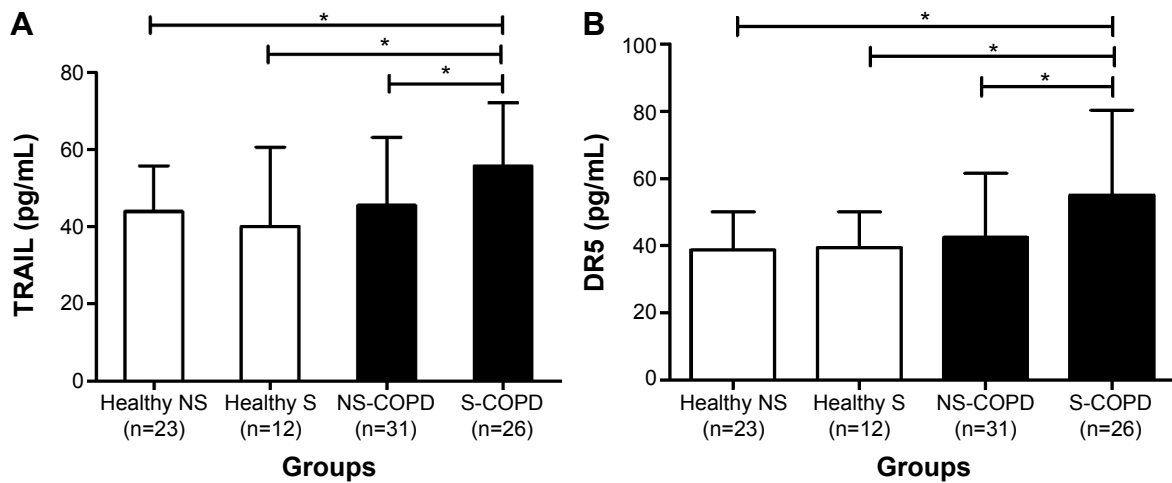 A
*
*
*
TRAIL (pg/mL)
80
60
40
20
0
Healthy NS
(n=23)
Healthy S
(n=12)
NS-COPD
(n=31)
S-COPD
(n=26)
Groups
B
*
*
*
DR5 (pg/mL)
100
80
60
40
20
0
Healthy NS
(n=23)
Healthy S
(n=12)
NS-COPD
(n=31)
S-COPD
(n=26)
Groups